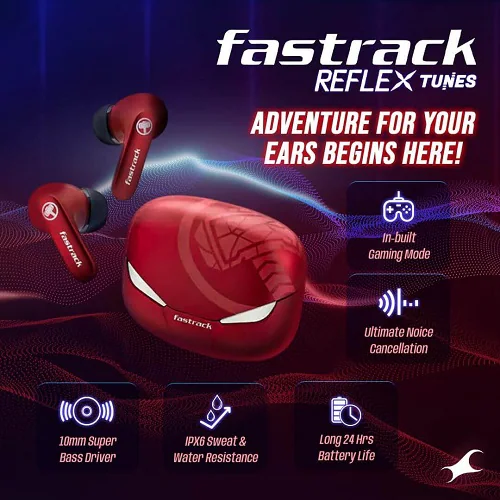 fastrack
REFLEX TUNES
ADVENTURE FOR YOUR
EARS BEGINS HERE!
fastrack
fastrack
fastrack
In-built
Gaming Mode
Ultimate Noice
Cancellation
10mm Super
Bass Driver
IPX6 Sweat &
Water Resistance
Long 24 Hrs
Battery Life